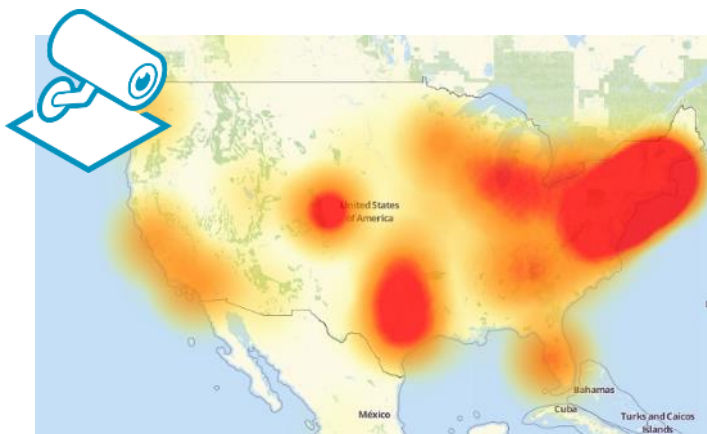 United States
of America
Bahamas
Cuba
México
Turks and Caicos
Islands